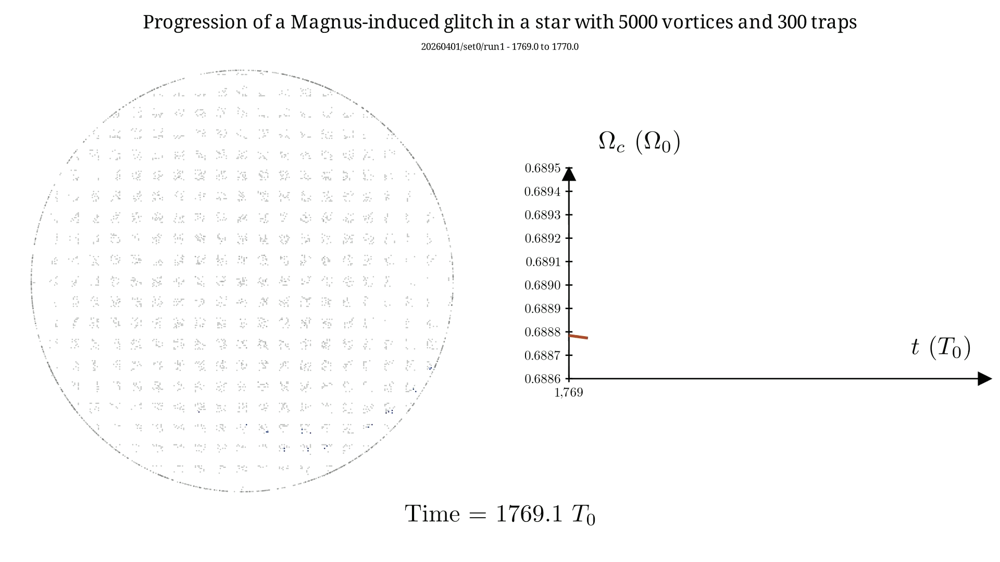 Progression of a Magnus-induced glitch in a star with 5000 vortices and 300 traps
20260401/set0/run1 - 1769.0 to 1770.0
Ω_c (Ω_0)
0.6895
0.6894
0.6893
0.6892
0.6891
0.6890
0.6889
0.6888
0.6887
0.6886
t (T_0)
1,769
Time = 1769.1 T_0